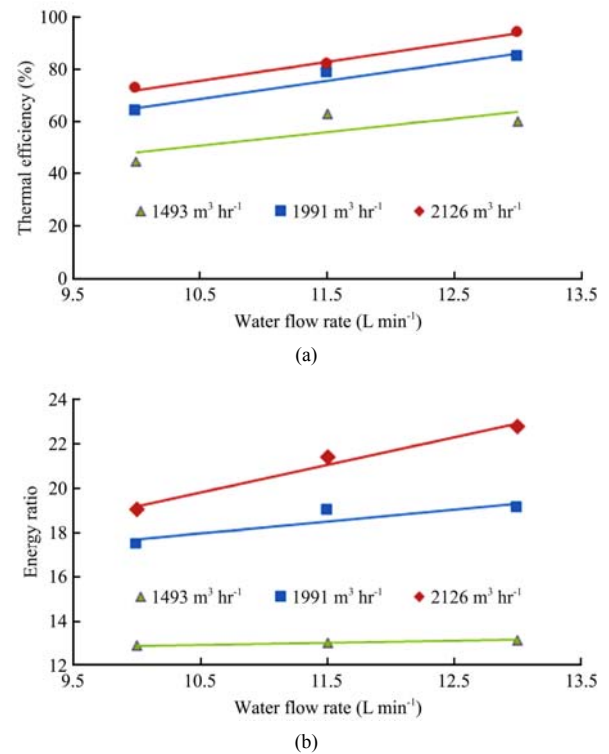 100
80
60
40
20
0
Thermal efficiency (%)
1493 m³ hr⁻¹ 1991 m³ hr⁻¹ 2126 m³ hr⁻¹
9.5 10.5 11.5 12.5 13.5
Water flow rate (L min⁻¹)
(a)
24
22
20
18
16
14
12
Energy ratio
1493 m³ hr⁻¹ 1991 m³ hr⁻¹ 2126 m³ hr⁻¹
9.5 10.5 11.5 12.5 13.5
Water flow rate (L min⁻¹)
(b)